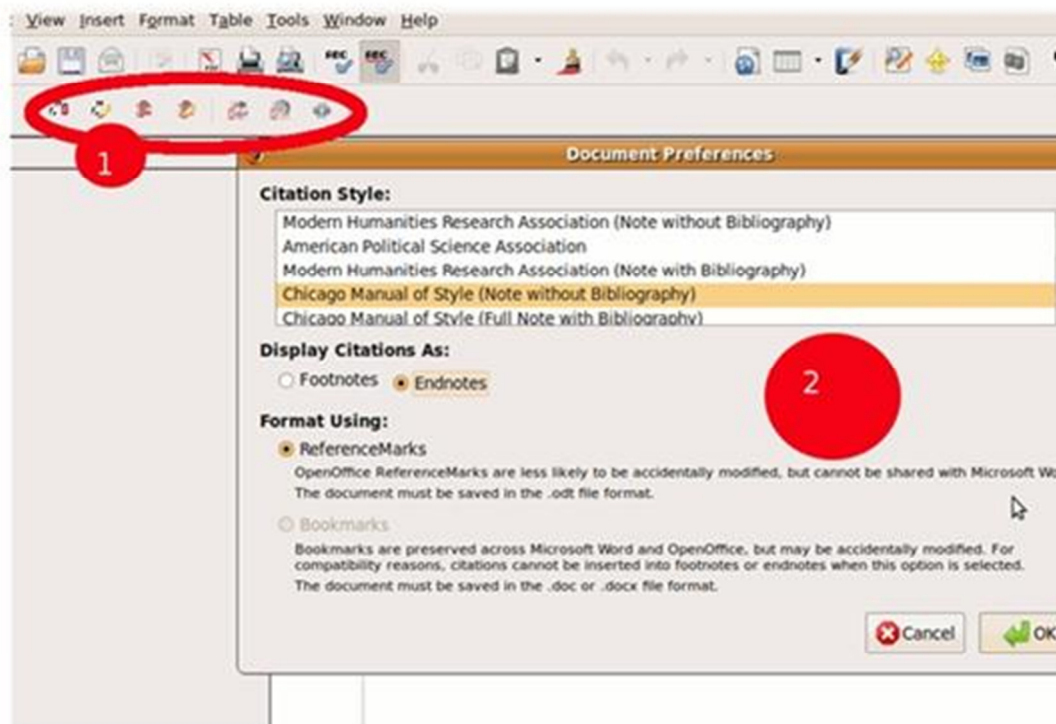 View Insert Format Table Tools Window Help
1
Document Preferences
Citation Style:
Modern Humanities Research Association (Note without Bibliography)
American Political Science Association
Modern Humanities Research Association (Note with Bibliography)
Chicago Manual of Style (Note without Bibliography)
Chicago Manual of Style (Full Note with Bibliography)
Display Citations As:
2
Footnotes Endnotes
Format Using:
ReferenceMarks
OpenOffice ReferenceMarks are less likely to be accidentally modified, but cannot be shared with Microsoft Wo
The document must be saved in the .odt file format.
Bookmarks
Bookmarks are preserved across Microsoft Word and OpenOffice, but may be accidentally modified. For
compatibility reasons, citations cannot be inserted into footnotes or endnotes when this option is selected.
The document must be saved in the .doc or .docx file format.
Cancel OK